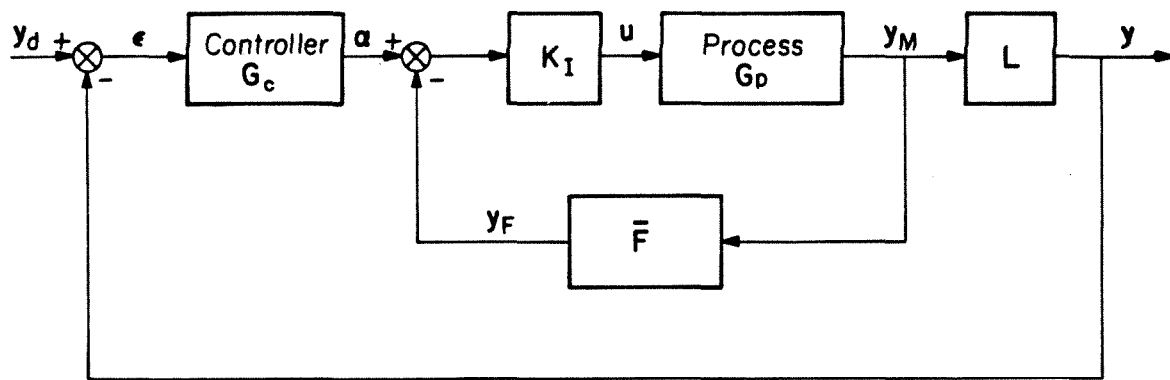 y_d + ϵ
Controller
G_c
α +
K_I
u
Process
G_p
y_M
L
y
-
-
y_F
F̅